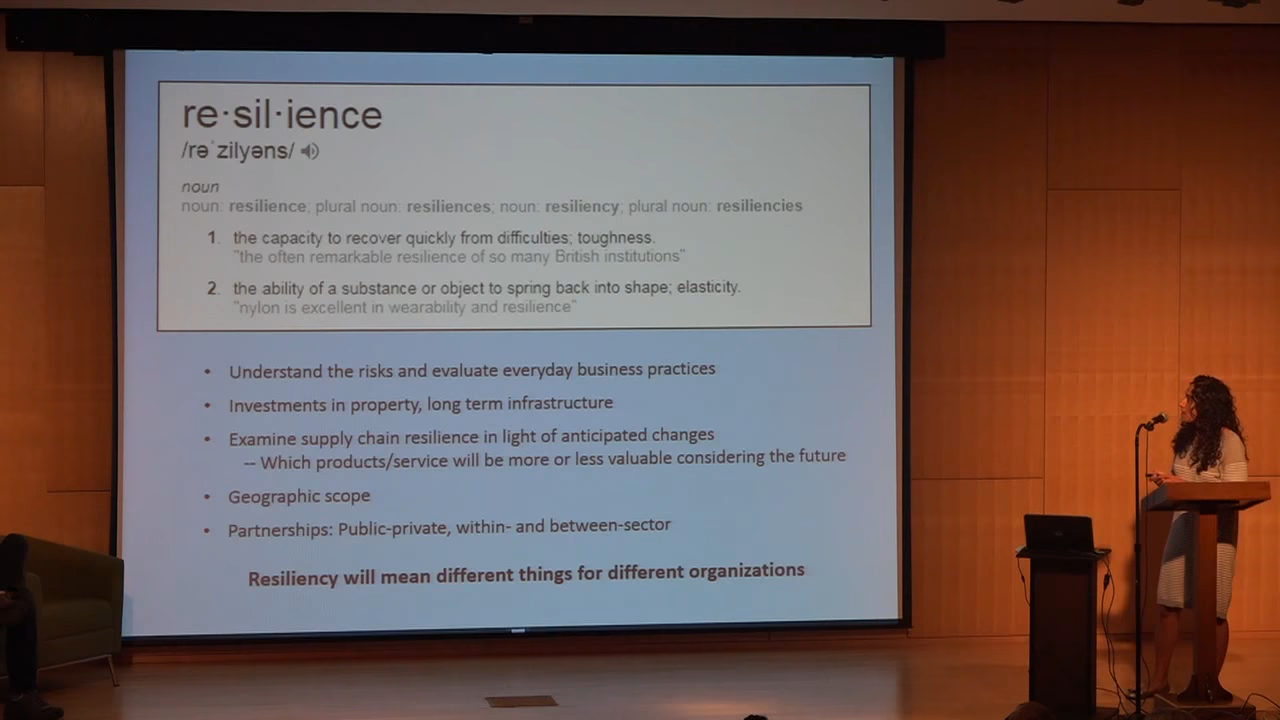 re·sil·ience
/rəˈzilyəns/
noun
noun: resilience; plural noun: resiliences; noun: resiliency; plural noun: resiliencies
1. the capacity to recover quickly from difficulties; toughness.
"the often remarkable resilience of so many British institutions"
2. the ability of a substance or object to spring back into shape; elasticity.
"nylon is excellent in wearability and resilience"
• Understand the risks and evaluate everyday business practices
• Investments in property, long term infrastructure
• Examine supply chain resilience in light of anticipated changes
– Which products/service will be more or less valuable considering the future
• Geographic scope
• Partnerships: Public-private, within- and between-sector
Resiliency will mean different things for different organizations